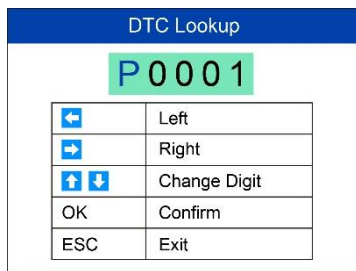 DTC Lookup
P0001
Left
Right
Change Digit
OK Confirm
ESC Exit